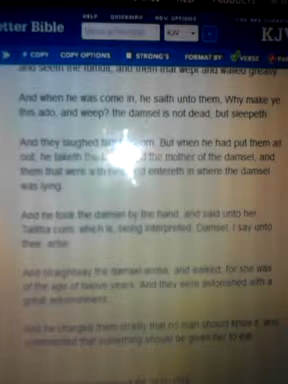 etter Bible
HELP QUICKNAV ADV OPTIONS
KJV
KJV
COPY COPY OPTIONS STRONG'S FORMAT BY: VERSE
and seeth the tumult, and them that wept and wailed greatly
And when he was come in, he saith unto them, Why make ye
this ado, and weep? the damsel is not dead, but sleepeth
And they laughed him. But when he had put them all
out, he taketh the the mother of the damsel, and
them that were with entereth in where the damsel
was lying
And he took the damsel by the hand, and said unto her,
Talitha cumi; which is, being interpreted, Damsel, I say unto
thee, arise
And straightway the damsel arose, and walked; for she was
of the age of twelve years. And they were astonished with a
great astonishment
And he charged them straitly that no man should know it; and
commanded that something should be given her to eat